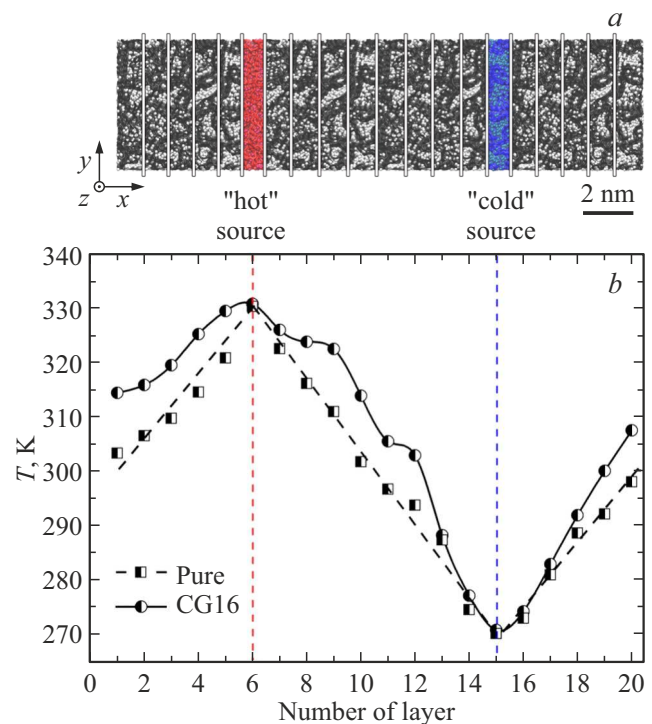 a
y
z
x
"hot" source
"cold" source
2 nm
b
T, K
340
330
320
310
300
290
280
270
Pure
CG16
0 2 4 6 8 10 12 14 16 18 20
Number of layer